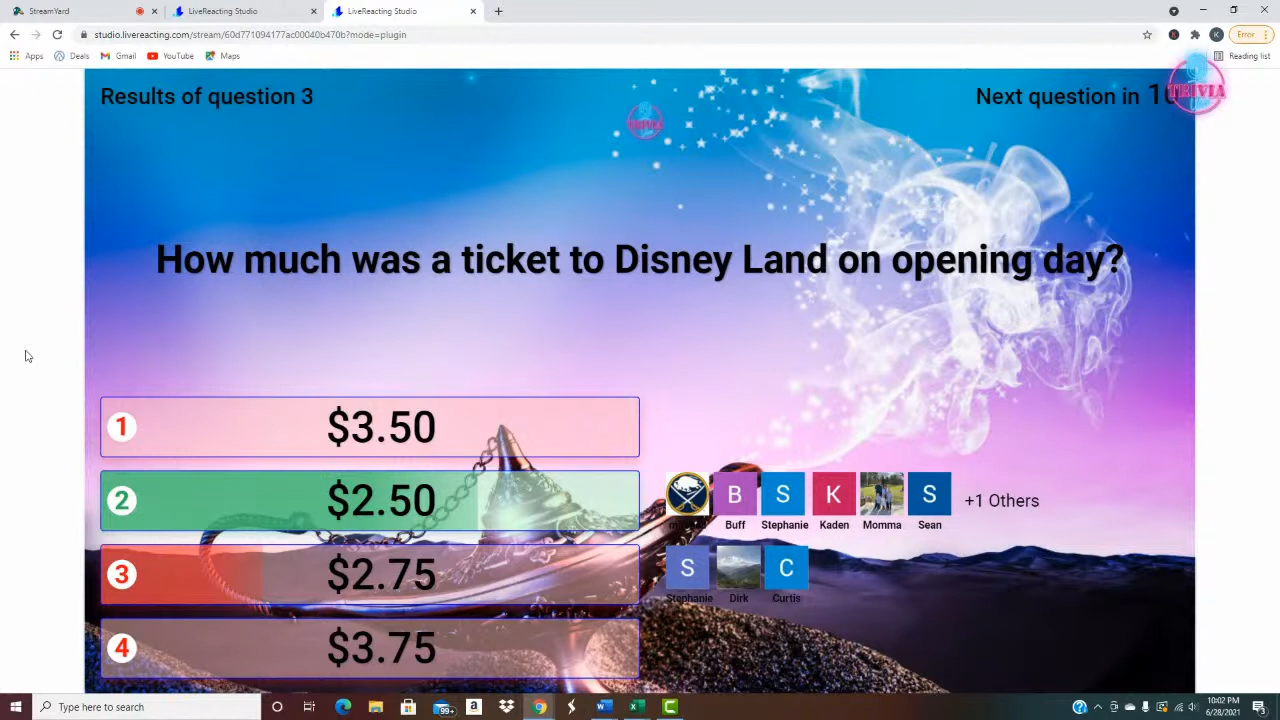 StreamYard
LiveReacting Studio
LiveReacting Studio
studio.livereacting.com/stream/60d771094177ac00040b470b?mode=plugin
Error
Apps
Deals
Gmail
YouTube
Maps
Reading list
Results of question 3
Next question in
TRIVIA
TRIVIA
How much was a ticket to Disney Land on opening day?
1 $3.50
2 $2.50
B S K S +1 Others
Buff Stephanie Kaden Momma Sean
3 $2.75
S C
Stephanie Dirk Curtis
4 $3.75
Type here to search
99+
10:02 PM
6/28/2021